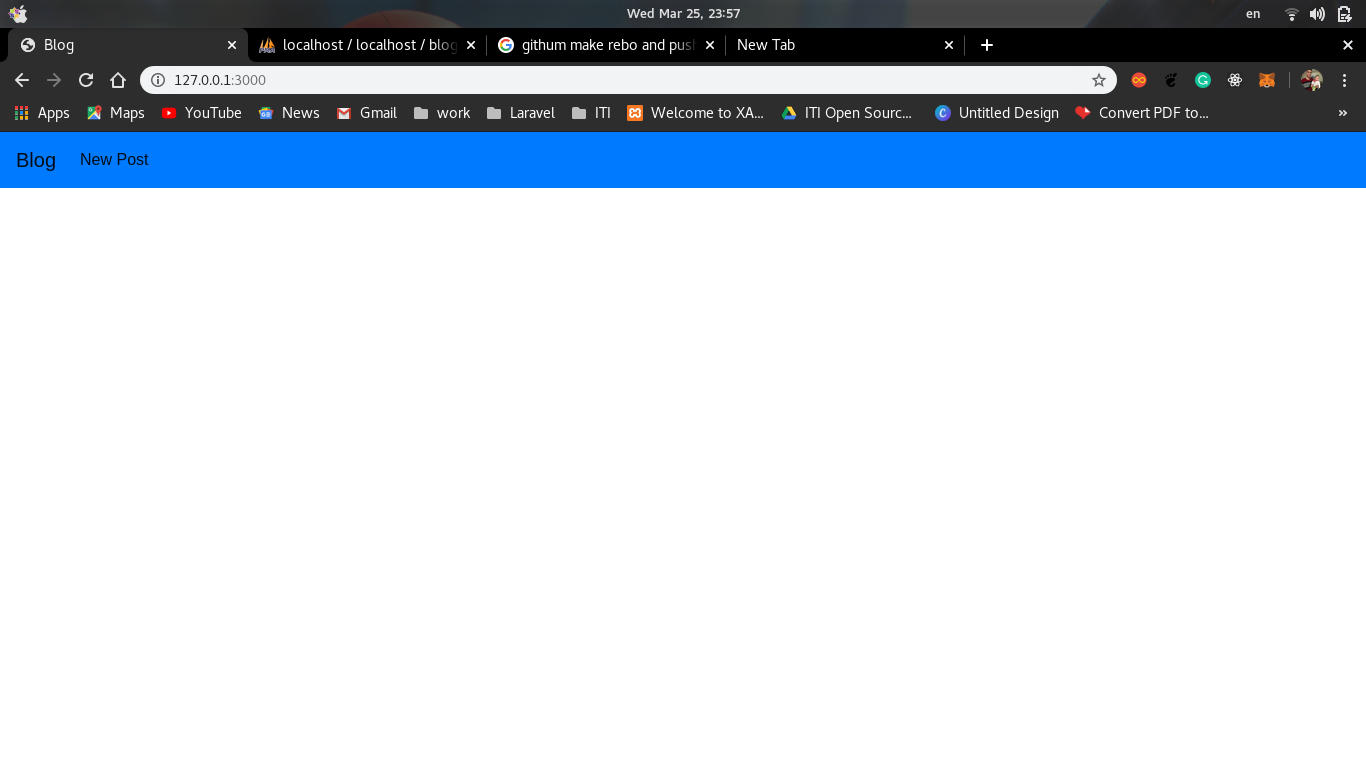 Wed Mar 25, 23:57 en
Blog localhost / localhost / blog githum make rebo and push New Tab
127.0.0.1:3000
Apps Maps YouTube News Gmail work Laravel ITI Welcome to XA... ITI Open Sourc... Untitled Design Convert PDF to... »
Blog New Post